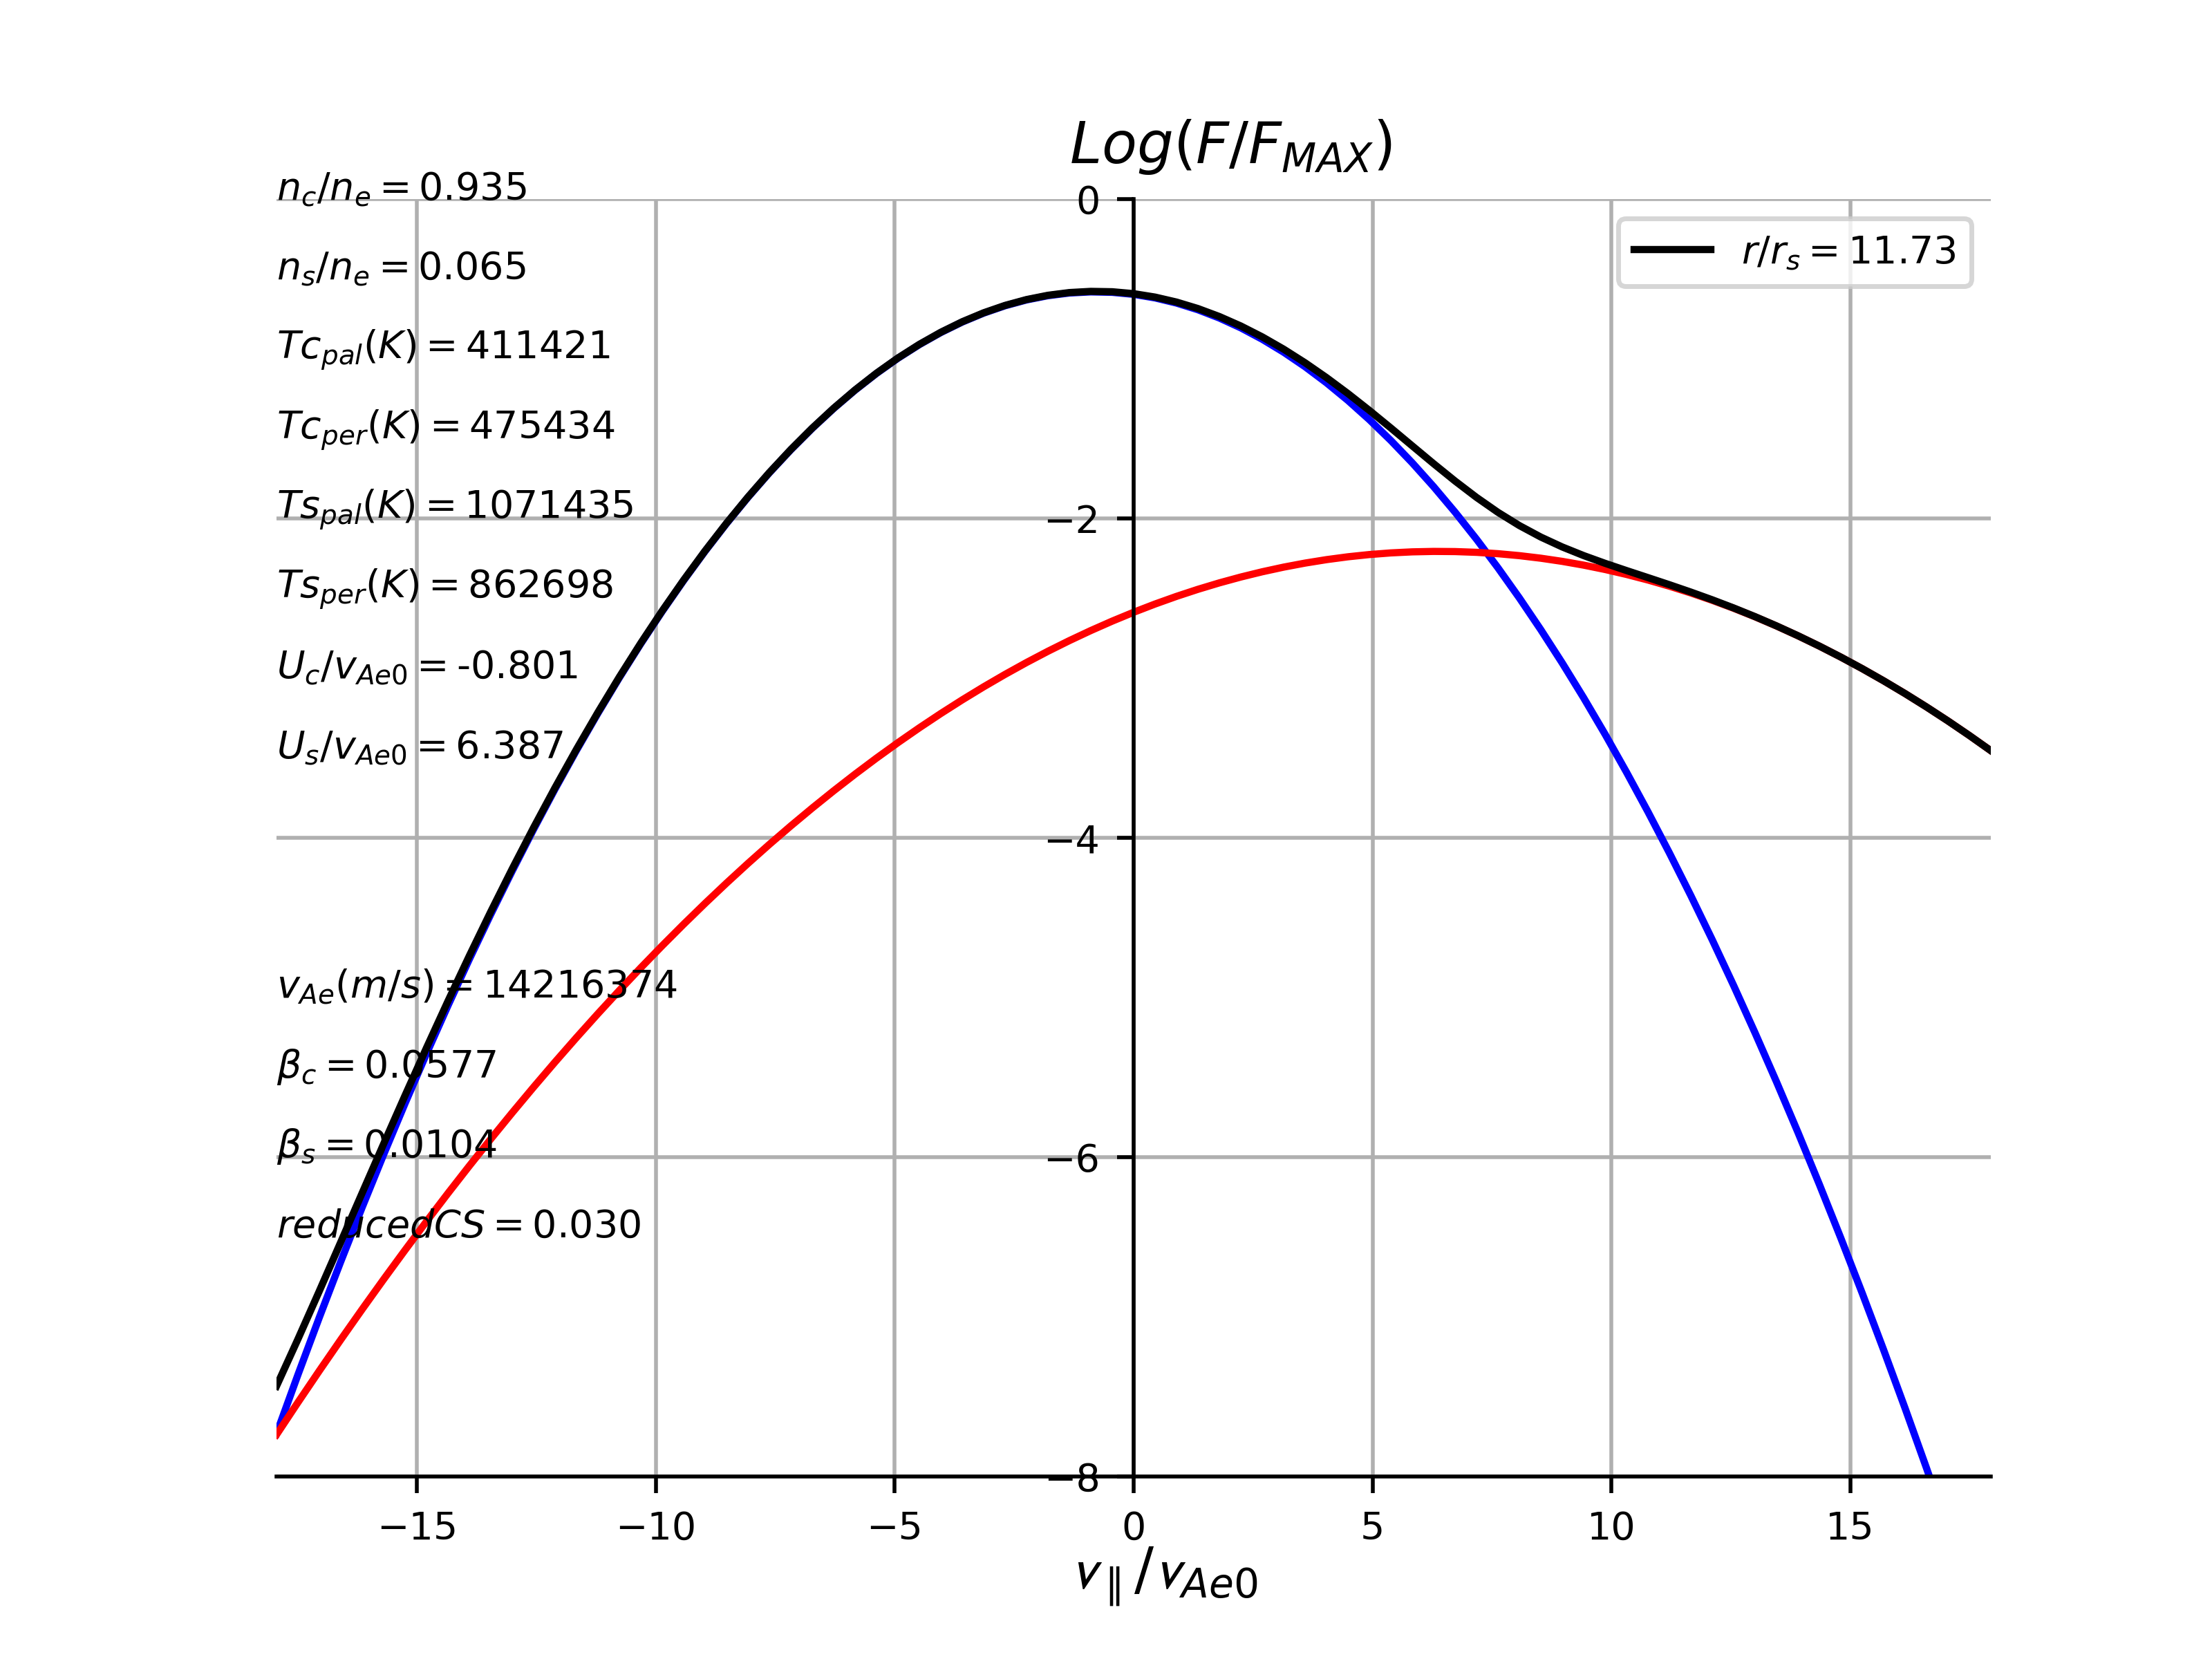 Log(F/F_MAX)
n_c/n_e = 0.935
0
r/r_s = 11.73
n_s/n_e = 0.065
Tc_pal(K) = 411421
Tc_per(K) = 475434
Ts_pal(K) = 1071435
−2
Ts_per(K) = 862698
U_c/v_Ae0 = -0.801
U_s/v_Ae0 = 6.387
−4
v_Ae(m/s) = 14216374
β_c = 0.0577
β_s = 0.0104
−6
reducedCS = 0.030
−8
−15 −10 −5 0 5 10 15
v_∥/v_Ae0